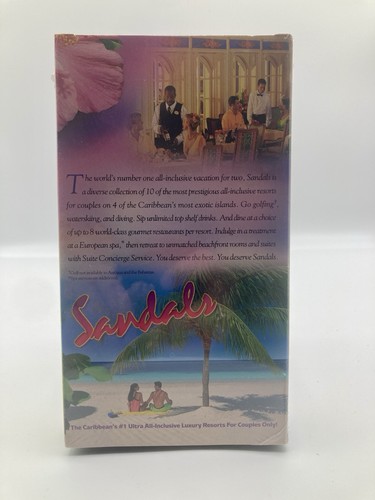 The world's number one all-inclusive vacation for two, Sandals is
a diverse collection of 10 of the most prestigious all-inclusive resorts
for couples on 4 of the Caribbean's most exotic islands. Go golfing,*
waterskiing, and diving. Sip unlimited top shelf drinks. And dine at a choice
of up to 8 world-class gourmet restaurants per resort. Indulge in a treatment
at a European spa,* then retreat to unmatched beachfront rooms and suites
with Suite Concierge Service. You deserve the best. You deserve Sandals.
Sandals
The Caribbean's #1 Ultra All-Inclusive Luxury Resorts For Couples Only!